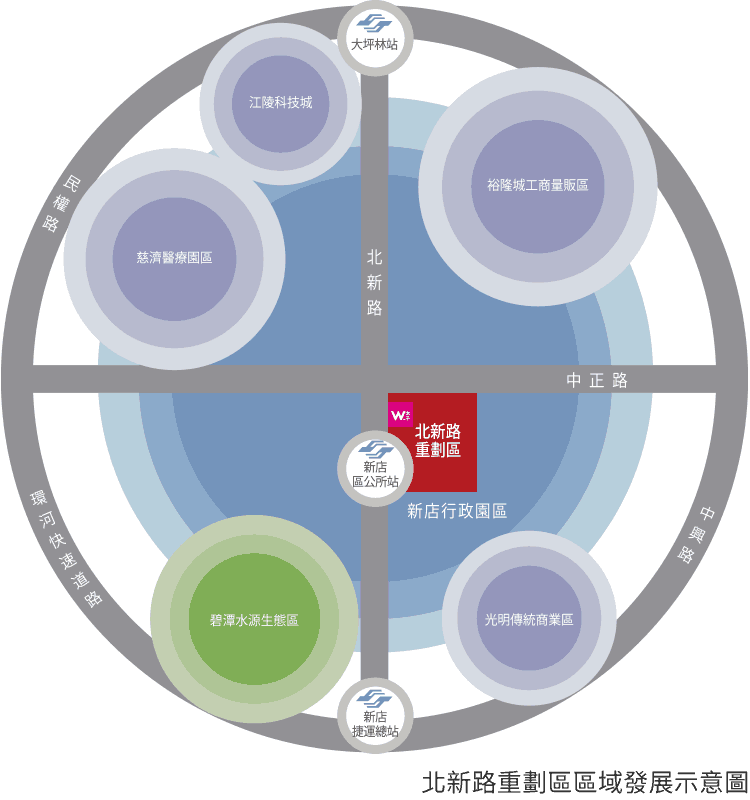 大坪林站
江陵科技城
裕隆城工商量販區
民權路
慈濟醫療園區
北新路
中正路
W
北新路
重劃區
新店
區公所站
新店行政園區
環河快速道路
中興路
碧潭水源生態區
光明傳統商業區
新店
捷運總站
北新路重劃區區域發展示意圖